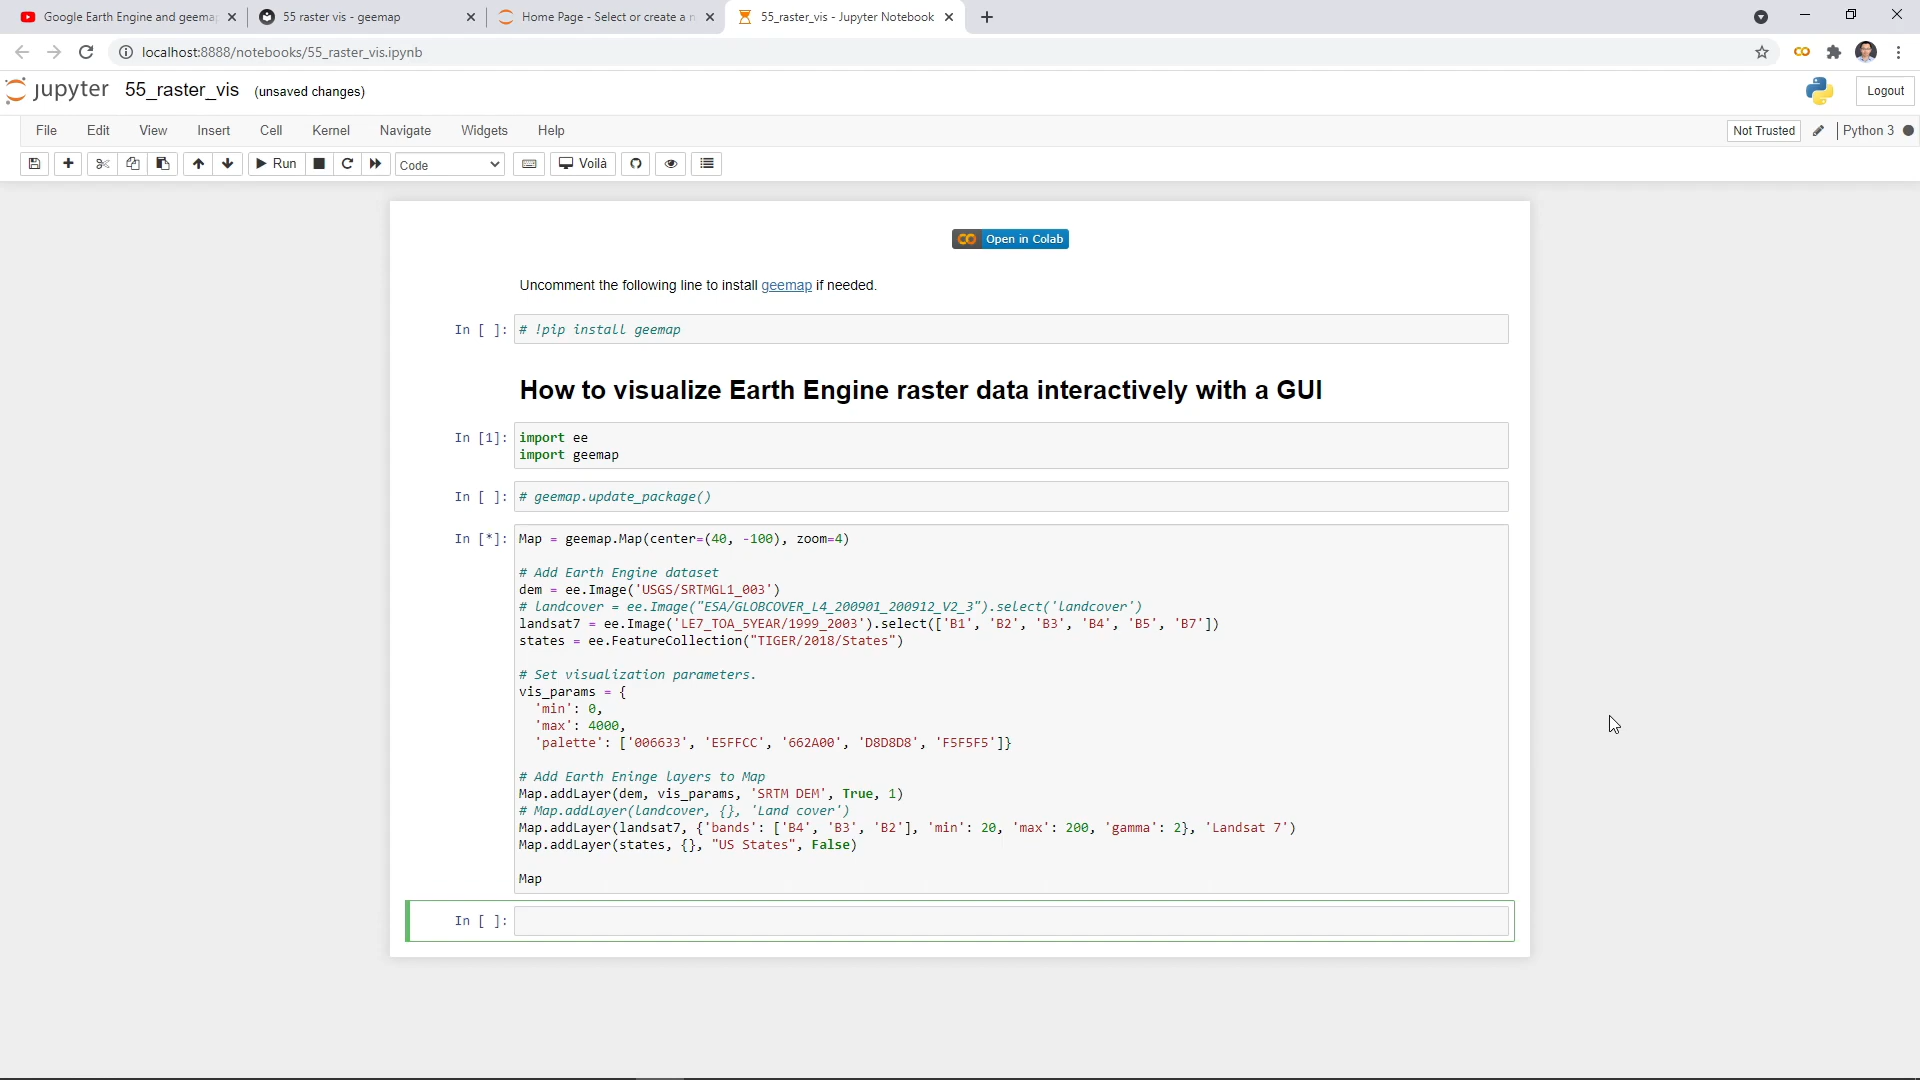 Google Earth Engine and geemap
55 raster vis - geemap
Home Page - Select or create a n
55_raster_vis - Jupyter Notebook
localhost:8888/notebooks/55_raster_vis.ipynb
jupyter 55_raster_vis (unsaved changes)
Logout
File Edit View Insert Cell Kernel Navigate Widgets Help
Not Trusted Python 3
Run Code Voilà
Open in Colab
Uncomment the following line to install geemap if needed.
In [ ]: # !pip install geemap
How to visualize Earth Engine raster data interactively with a GUI
In [1]: import ee
import geemap
In [ ]: # geemap.update_package()
In [*]: Map = geemap.Map(center=(40, -100), zoom=4)
# Add Earth Engine dataset
dem = ee.Image('USGS/SRTMGL1_003')
# landcover = ee.Image("ESA/GLOBCOVER_L4_200901_200912_V2_3").select('landcover')
landsat7 = ee.Image('LE7_TOA_5YEAR/1999_2003').select(['B1', 'B2', 'B3', 'B4', 'B5', 'B7'])
states = ee.FeatureCollection("TIGER/2018/States")
# Set visualization parameters.
vis_params = {
'min': 0,
'max': 4000,
'palette': ['006633', 'E5FFCC', '662A00', 'D8D8D8', 'F5F5F5']}
# Add Earth Eninge layers to Map
Map.addLayer(dem, vis_params, 'SRTM DEM', True, 1)
# Map.addLayer(landcover, {}, 'Land cover')
Map.addLayer(landsat7, {'bands': ['B4', 'B3', 'B2'], 'min': 20, 'max': 200, 'gamma': 2}, 'Landsat 7')
Map.addLayer(states, {}, "US States", False)
Map
In [ ]: